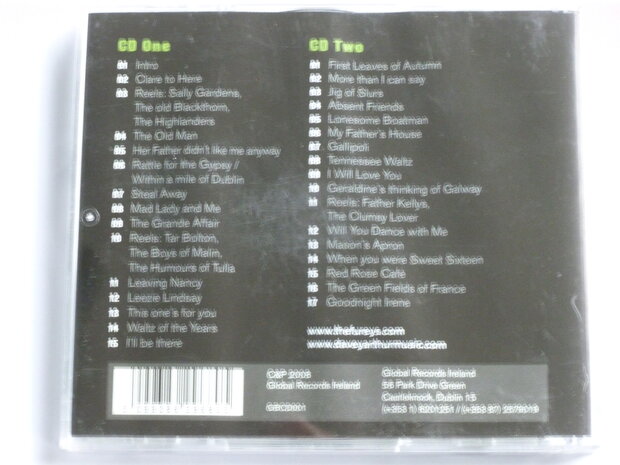 CD One
01 Intro
02 Clare to Here
03 Reels: Sally Gardens,
The old Blackthorn,
The Highlanders
04 The Old Man
05 Her Father didn't like me anyway
06 Rattle for the Gypsy //
Within a mile of Dublin
07 Steal Away
08 Mad Lady and Me
09 The Grande Affair
10 Reels: Tar Bolton,
The Boys of Malin,
The Humours of Tulla
11 Leaving Nancy
12 Leezie Lindsay
13 This one's for you
14 Waltz of the Years
15 I'll be there
CD Two
01 First Leaves of Autumn
02 More than I can say
03 Jig of Slurs
04 Absent Friends
05 Lonesome Boatman
06 My Father's House
07 Gallipoli
08 Tennessee Waltz
09 I Will Love You
10 Geraldine's thinking of Galway
11 Reels: Father Kellys,
The Clumsy Lover
12 Will You Dance with Me
13 Mason's Apron
14 When you were Sweet Sixteen
15 Red Rose Café
16 The Green Fields of France
17 Goodnight Irene
www.thefureys.com
www.daveyarthurmusic.com
C&P 2008
Global Records Ireland
GRCD001
Global Records Ireland
56 Park Drive Green
Castleknock, Dublin 15